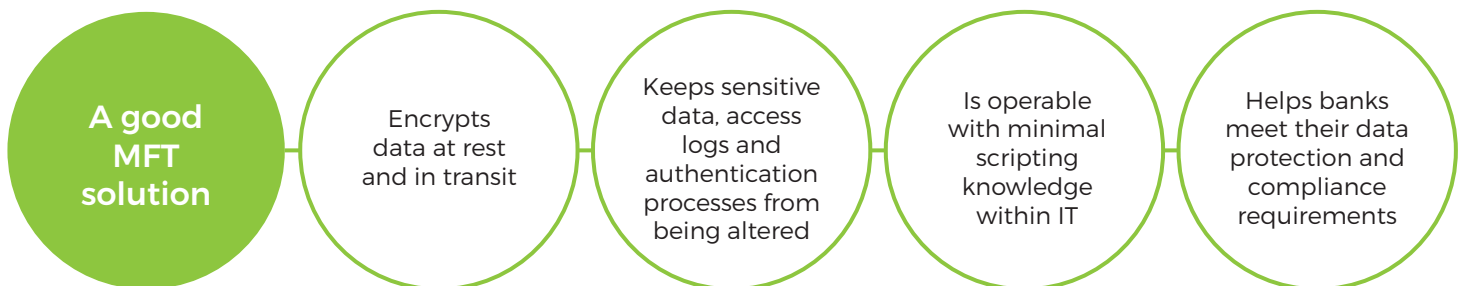 A good
MFT
solution
Encrypts
data at rest
and in transit
Keeps sensitive
data, access
logs and
authentication
processes from
being altered
Is operable
with minimal
scripting
knowledge
within IT
Helps banks
meet their data
protection and
compliance
requirements